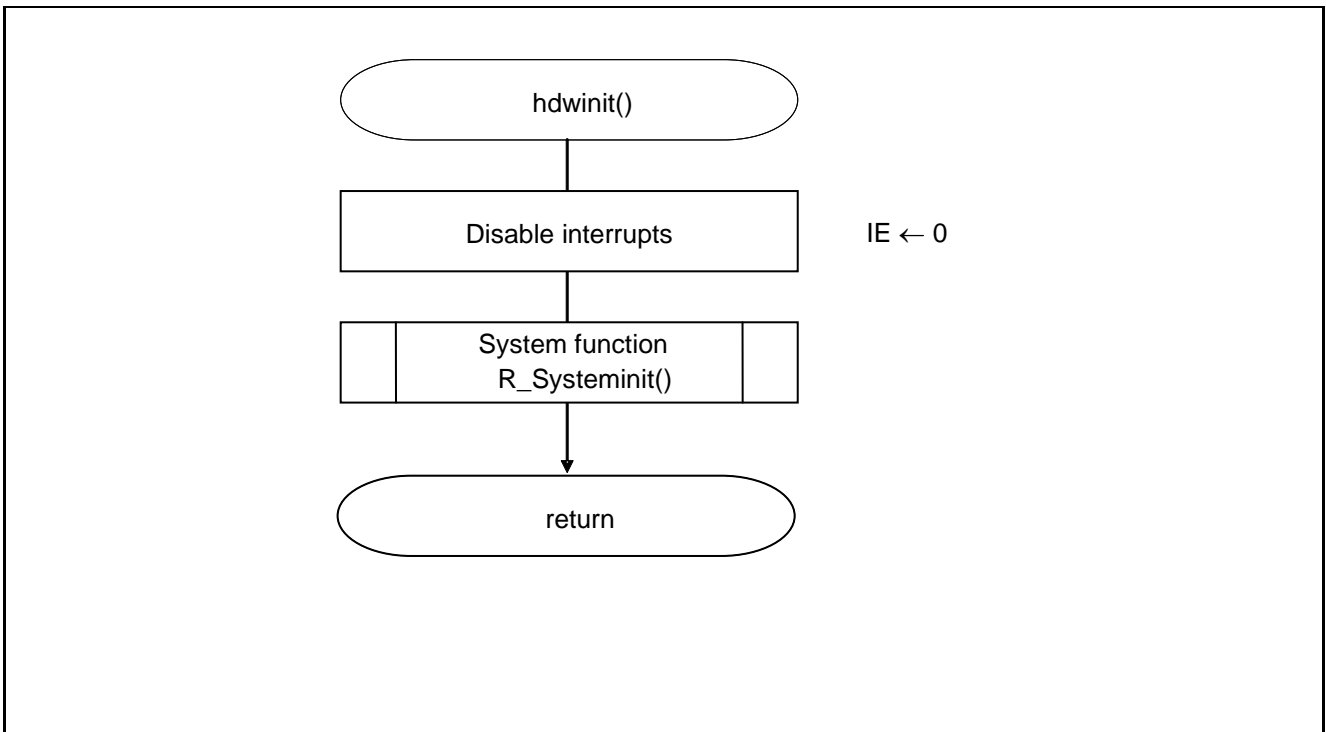 hdwinit()
Disable interrupts
IE ← 0
System function
R_Systeminit()
return